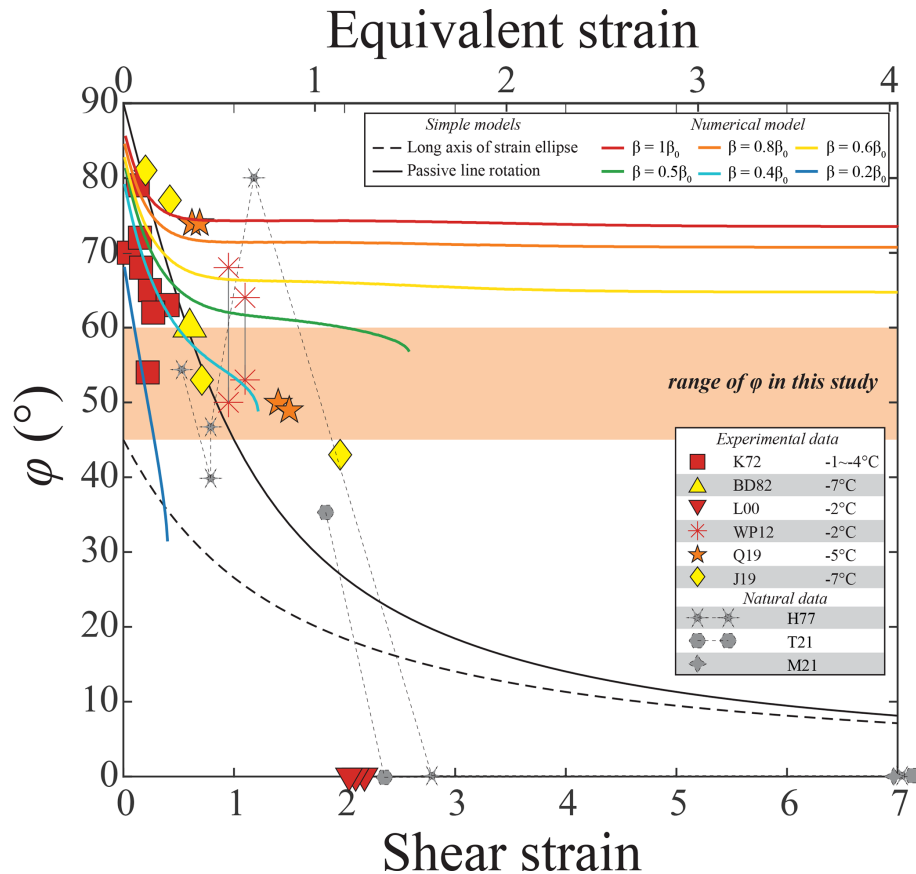 Equivalent strain
0 1 2 3 4
90
80
70
60
50
40
30
20
10
0
φ (°)
Simple models
Long axis of strain ellipse
Passive line rotation
Numerical model
β = 1β₀ β = 0.8β₀ β = 0.6β₀
β = 0.5β₀ β = 0.4β₀ β = 0.2β₀
range of φ in this study
Experimental data
K72 -1~-4°C
BD82 -7°C
L00 -2°C
WP12 -2°C
Q19 -5°C
J19 -7°C
Natural data
H77
T21
M21
0 1 2 3 4 5 6 7
Shear strain